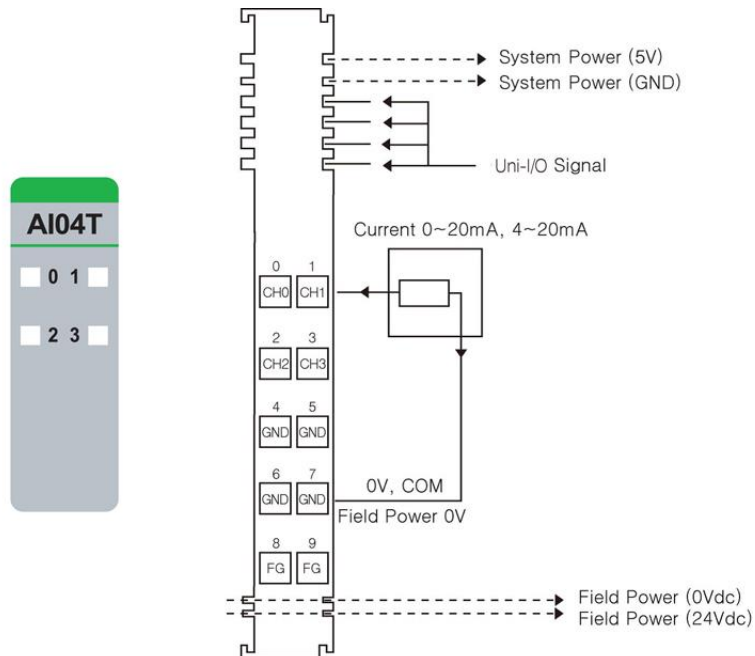 System Power (5V)
System Power (GND)
Uni-I/O Signal
AI04T
0 1
2 3
Current 0~20mA, 4~20mA
0 1
CH0 CH1
2 3
CH2 CH3
4 5
GND GND
6 7
GND GND
0V, COM
Field Power 0V
8 9
FG FG
Field Power (0Vdc)
Field Power (24Vdc)